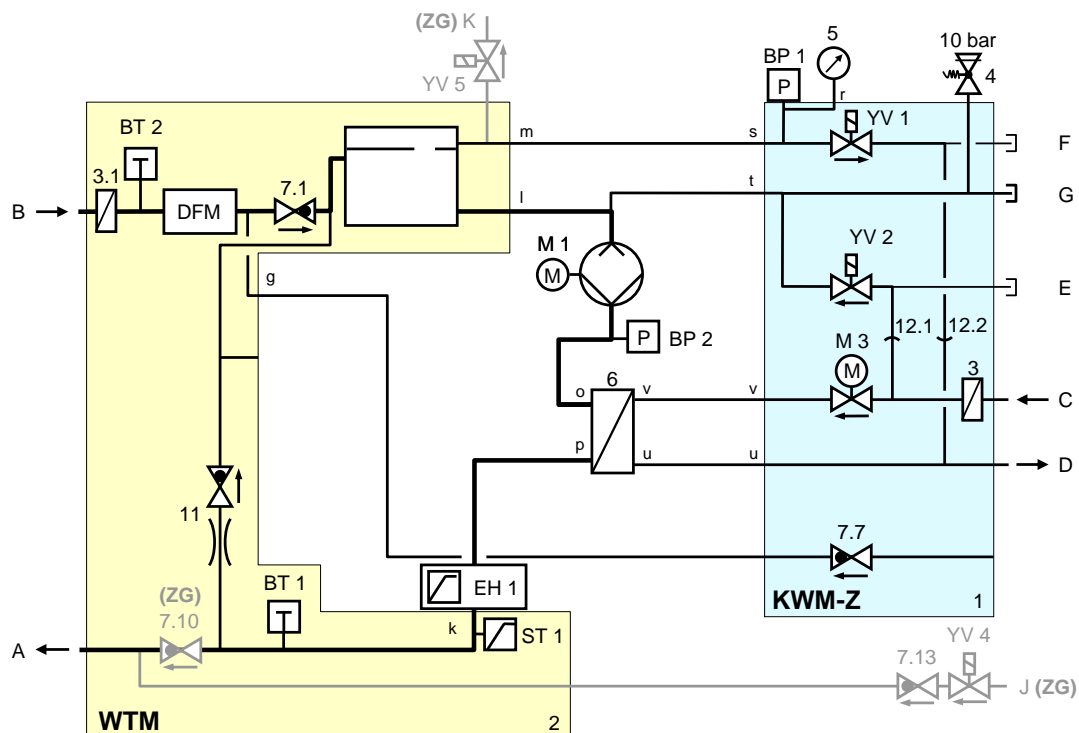 (ZG) K
5
10 bar
BP 1
YV 5
P
r
4
BT 2
m
s
YV 1
F
3.1
7.1
t
B
DFM
l
G
M 1
YV 2
g
M
E
12.1
12.2
P
BP 2
M 3
6
M
3
o
v
v
C
p
u
u
D
11
7.7
BT 1
EH 1
(ZG)
KWM-Z
1
7.10
k
ST 1
YV 4
A
7.13
J (ZG)
WTM
2